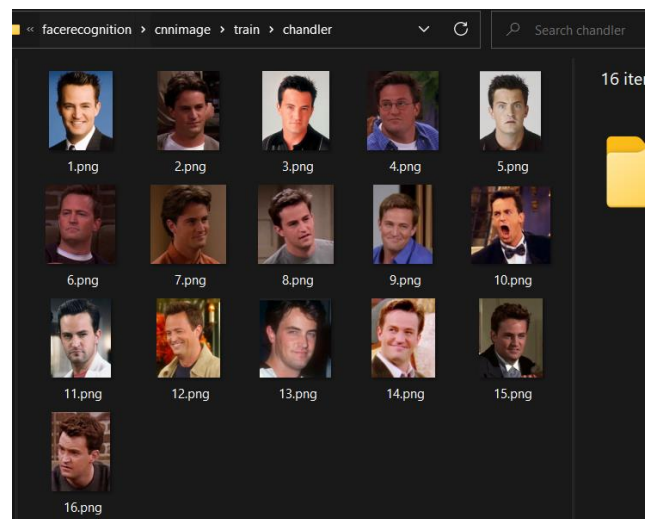 « facerecognition › cnnimage › train › chandler
Search chandler
16 ite
1.png 2.png 3.png 4.png 5.png
6.png 7.png 8.png 9.png 10.png
11.png 12.png 13.png 14.png 15.png
16.png